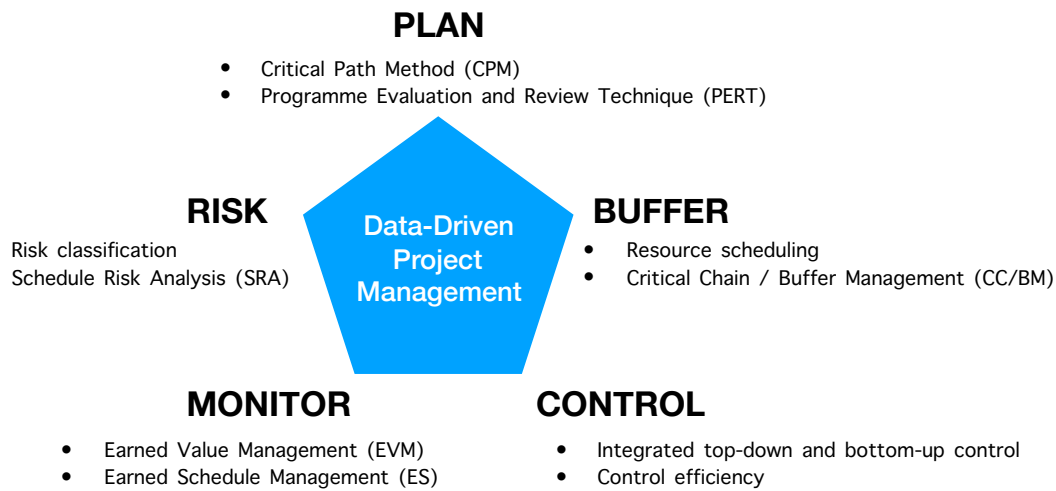 PLAN
• Critical Path Method (CPM)
• Programme Evaluation and Review Technique (PERT)
RISK
Risk classification
Schedule Risk Analysis (SRA)
Data-Driven
Project
Management
BUFFER
• Resource scheduling
• Critical Chain / Buffer Management (CC/BM)
MONITOR
• Earned Value Management (EVM)
• Earned Schedule Management (ES)
CONTROL
• Integrated top-down and bottom-up control
• Control efficiency